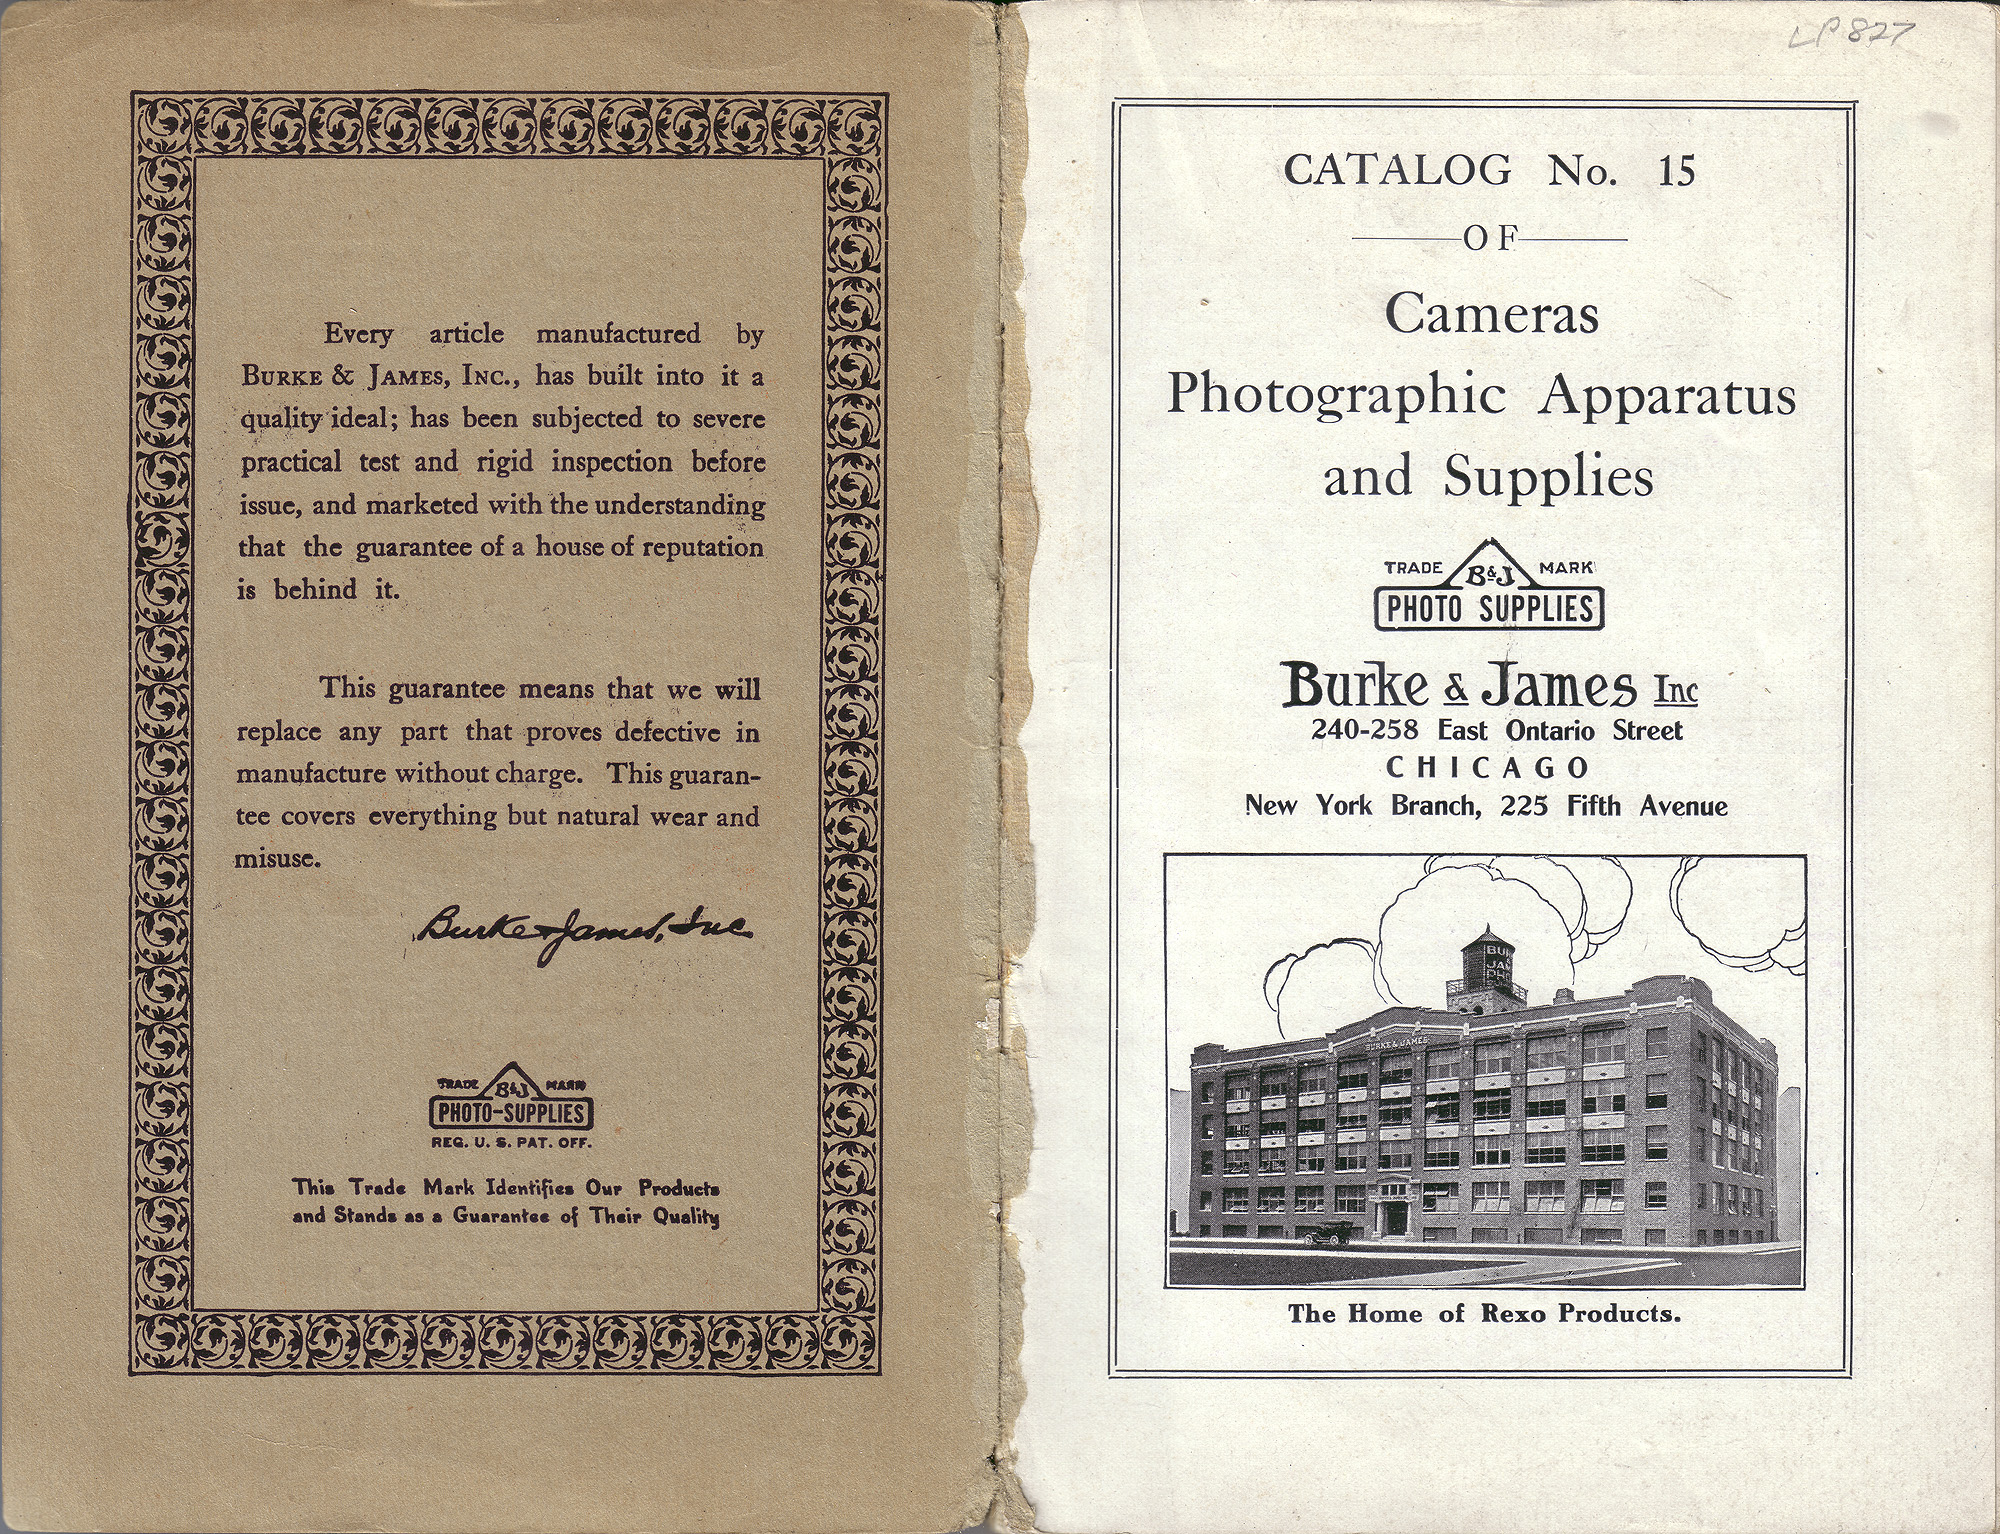 Every article manufactured by
Burke & James, Inc., has built into it a
quality ideal; has been subjected to severe
practical test and rigid inspection before
issue, and marketed with the understanding
that the guarantee of a house of reputation
is behind it.
This guarantee means that we will
replace any part that proves defective in
manufacture without charge. This guaran-
tee covers everything but natural wear and
misuse.
Burke & James, Inc
TRADE B&J MARK
PHOTO-SUPPLIES
REG. U. S. PAT. OFF.
This Trade Mark Identifies Our Products
and Stands as a Guarantee of Their Quality
LP 827
CATALOG No. 15
OF
Cameras
Photographic Apparatus
and Supplies
TRADE B&J MARK
PHOTO SUPPLIES
Burke & James Inc
240-258 East Ontario Street
CHICAGO
New York Branch, 225 Fifth Avenue
BUR
&
JAM
PHO
BURKE & JAMES
The Home of Rexo Products.